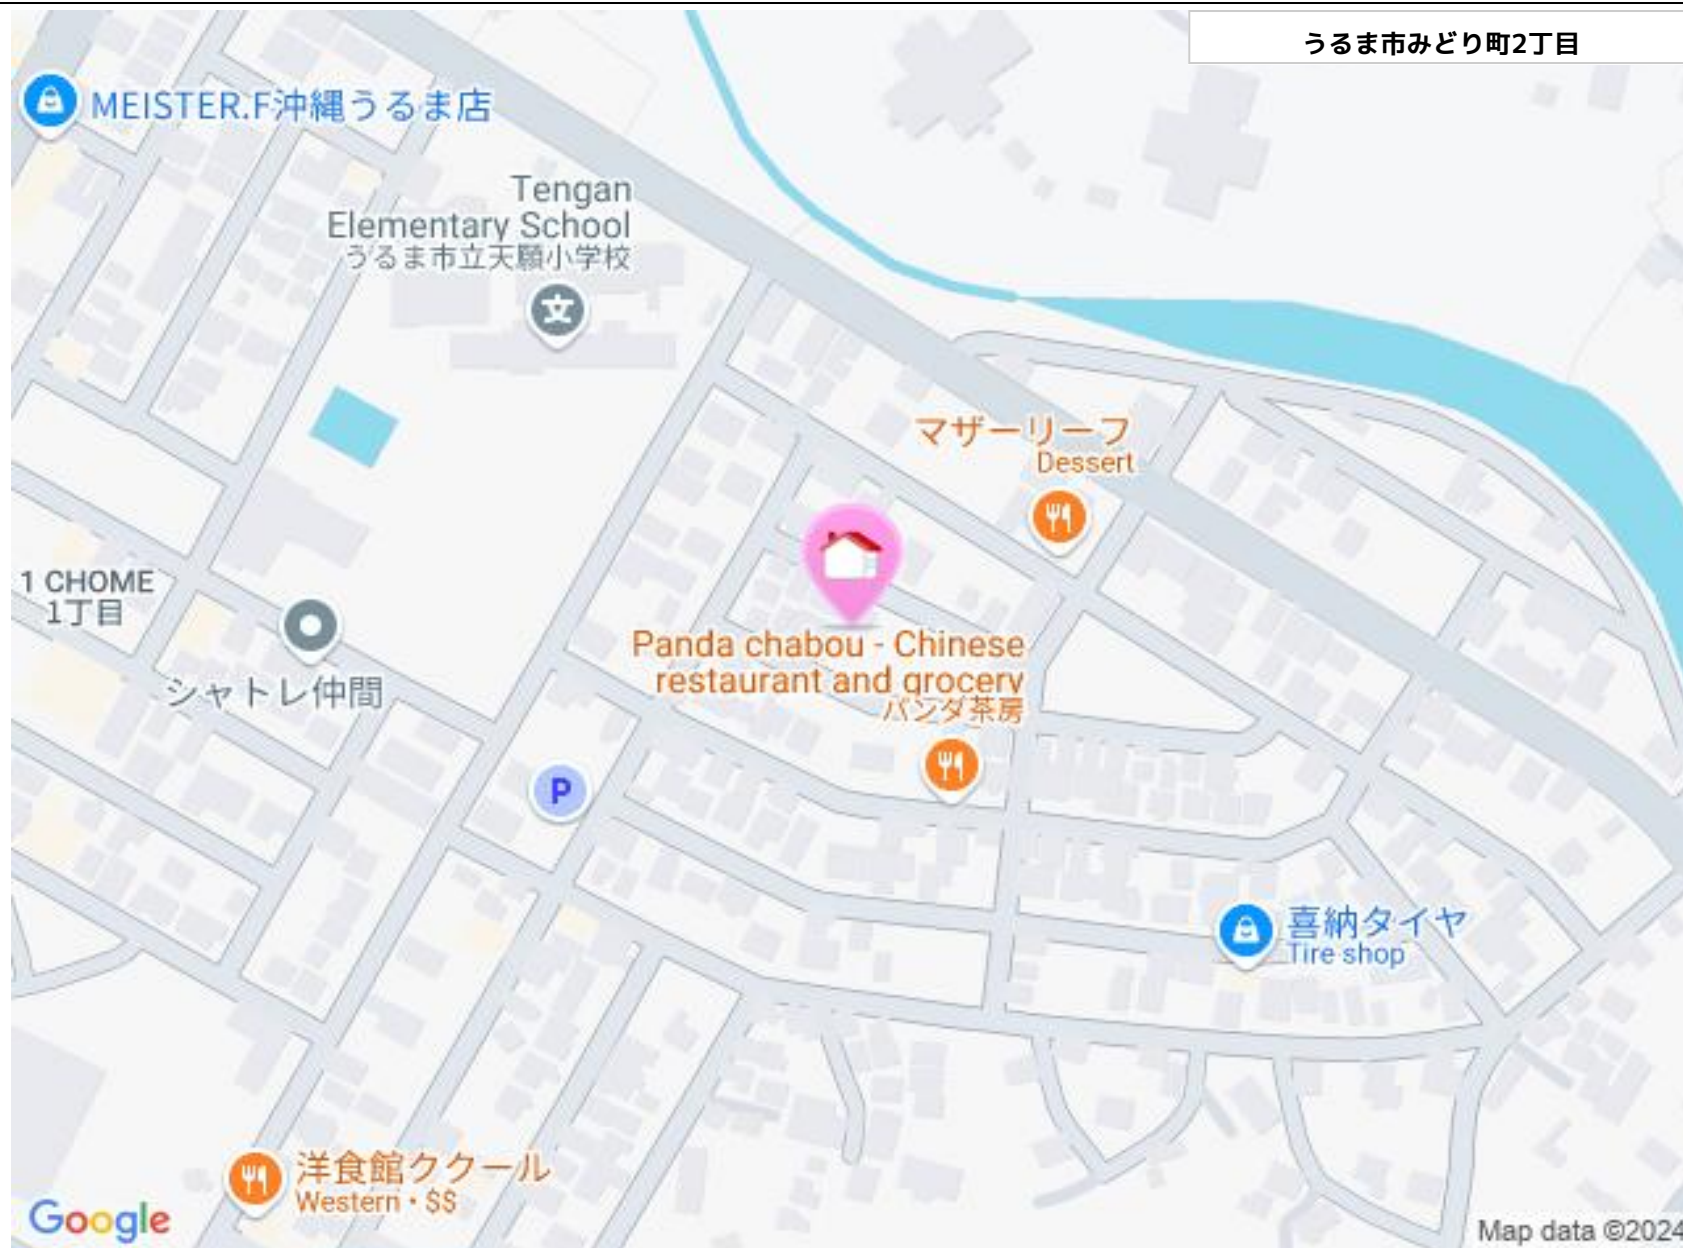 うるま市みどり町2丁目
MEISTER.F沖縄うるま店
Tengan
Elementary School
うるま市立天願小学校
マザーリーフ
Dessert
1 CHOME
1丁目
シャトレ仲間
Panda chabou - Chinese
restaurant and grocery
パンダ茶房
P
喜納タイヤ
Tire shop
洋食館ククール
Western · $$
Google
Map data ©2024